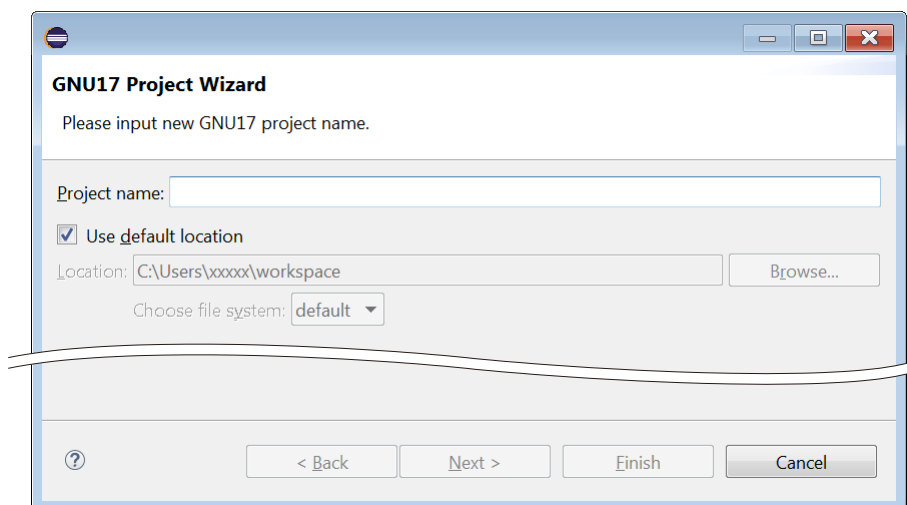 GNU17 Project Wizard
Please input new GNU17 project name.
Project name:
Use default location
Location: C:\Users\xxxxx\workspace Browse...
Choose file system: default
? < Back Next > Finish Cancel